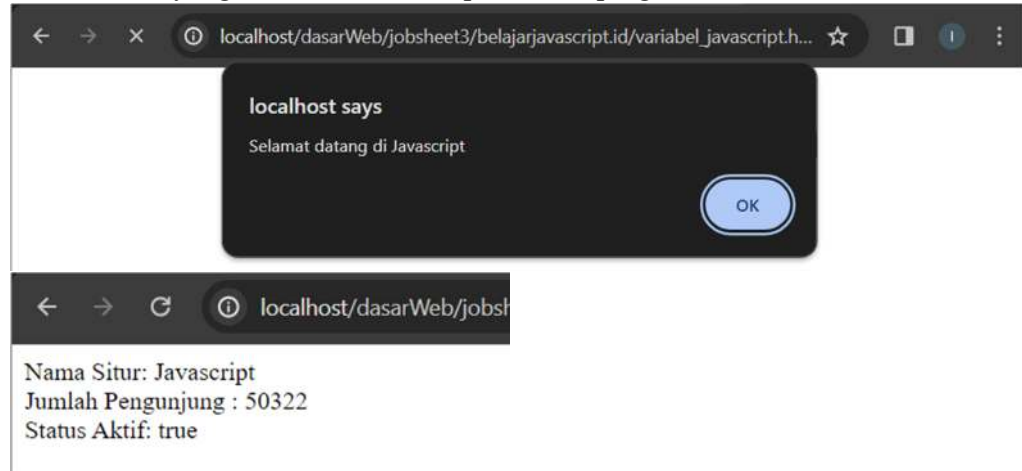 localhost/dasarWeb/jobsheet3/belajarjavascript.id/variabel_javascript.h...
I
localhost says
Selamat datang di Javascript
OK
localhost/dasarWeb/jobsh
Nama Situr: Javascript
Jumlah Pengunjung : 50322
Status Aktif: true